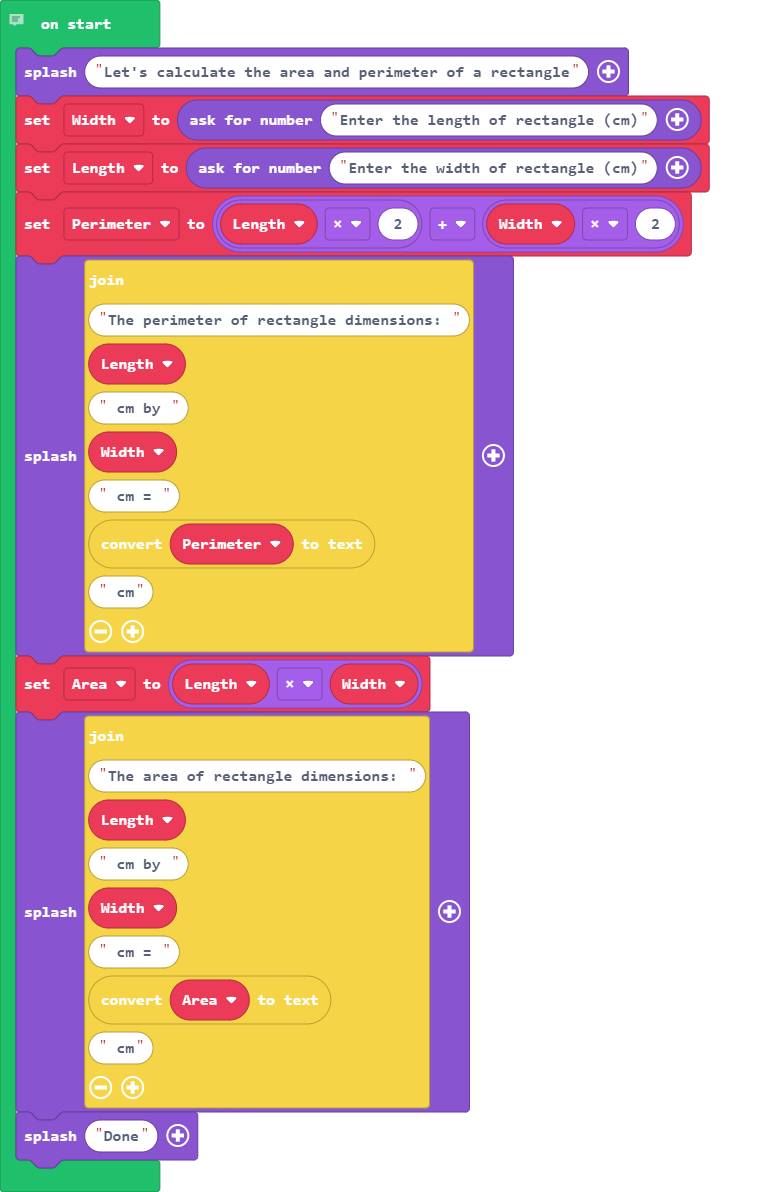 on start
splash "Let's calculate the area and perimeter of a rectangle"
set Width to ask for number "Enter the length of rectangle (cm)"
set Length to ask for number "Enter the width of rectangle (cm)"
set Perimeter to Length × 2 + Width × 2
join
"The perimeter of rectangle dimensions: "
Length
" cm by "
Width
splash
" cm = "
convert Perimeter to text
" cm"
set Area to Length × Width
join
"The area of rectangle dimensions: "
Length
" cm by "
Width
splash
" cm = "
convert Area to text
" cm"
splash "Done"